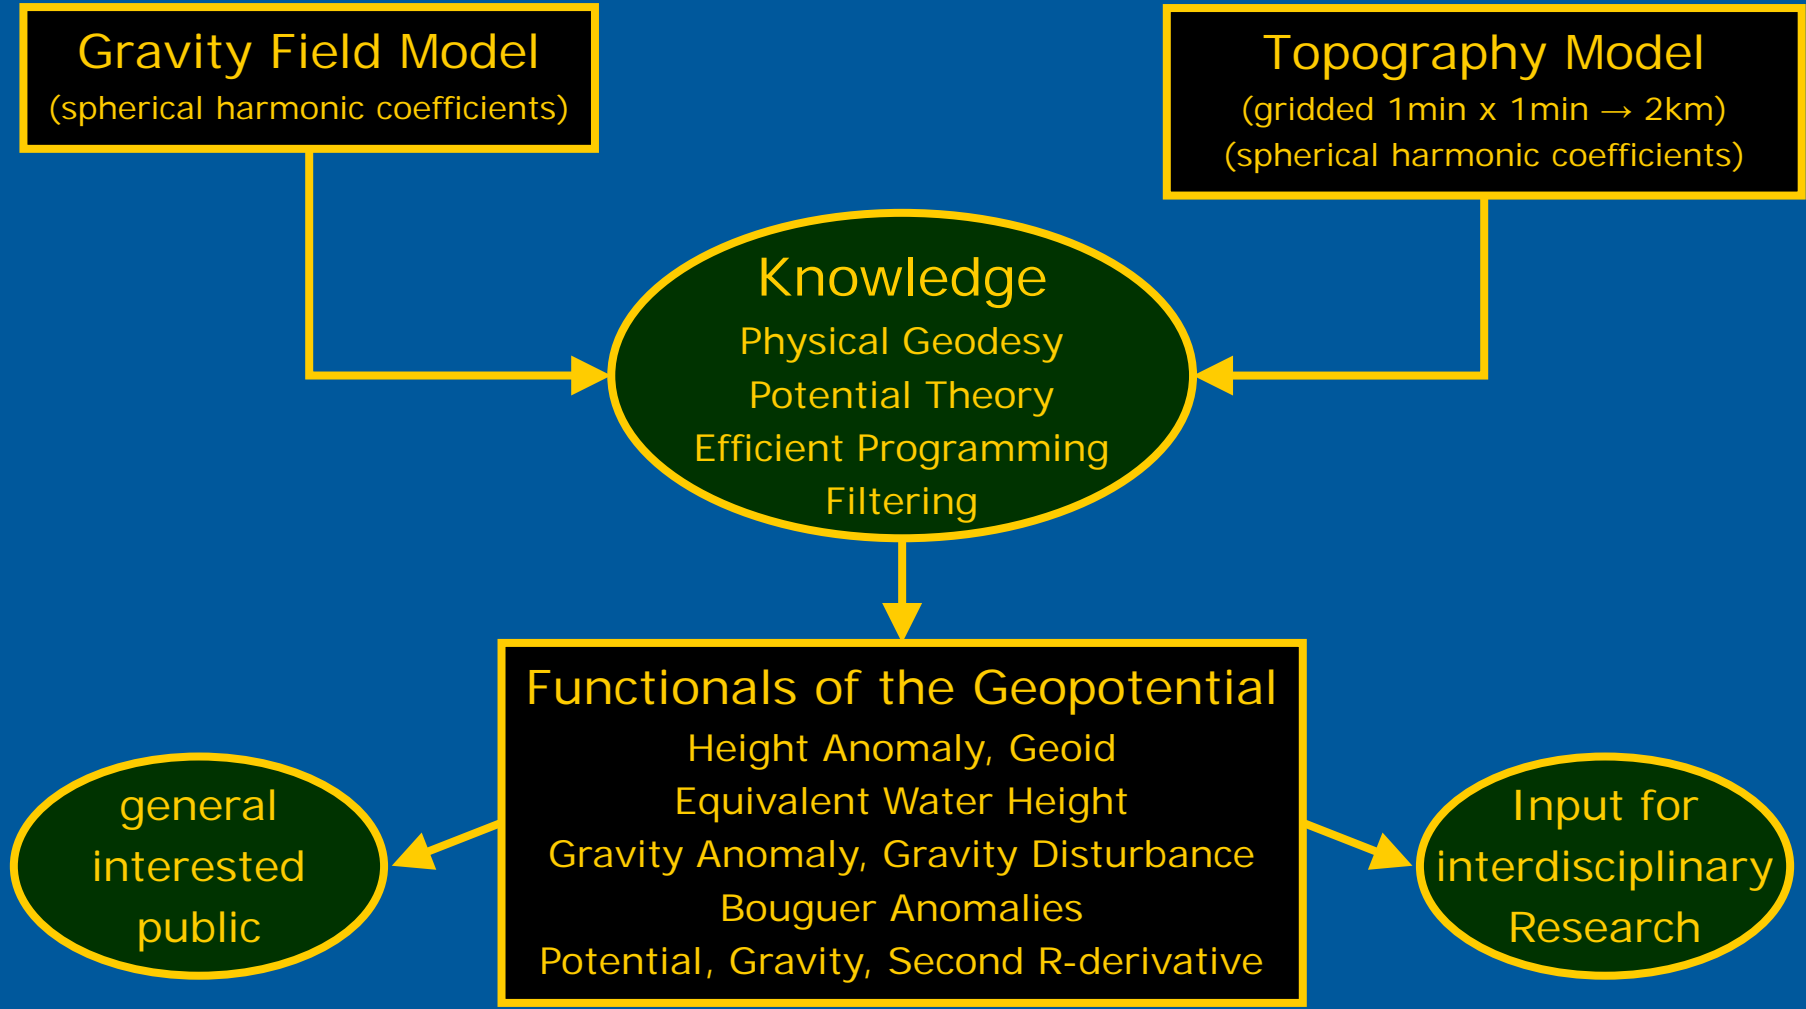 Gravity Field Model
(spherical harmonic coefficients)
Topography Model
(gridded 1min x 1min → 2km)
(spherical harmonic coefficients)
Knowledge
Physical Geodesy
Potential Theory
Efficient Programming
Filtering
Functionals of the Geopotential
Height Anomaly, Geoid
Equivalent Water Height
Gravity Anomaly, Gravity Disturbance
Bouguer Anomalies
Potential, Gravity, Second R-derivative
general
interested
public
Input for
interdisciplinary
Research